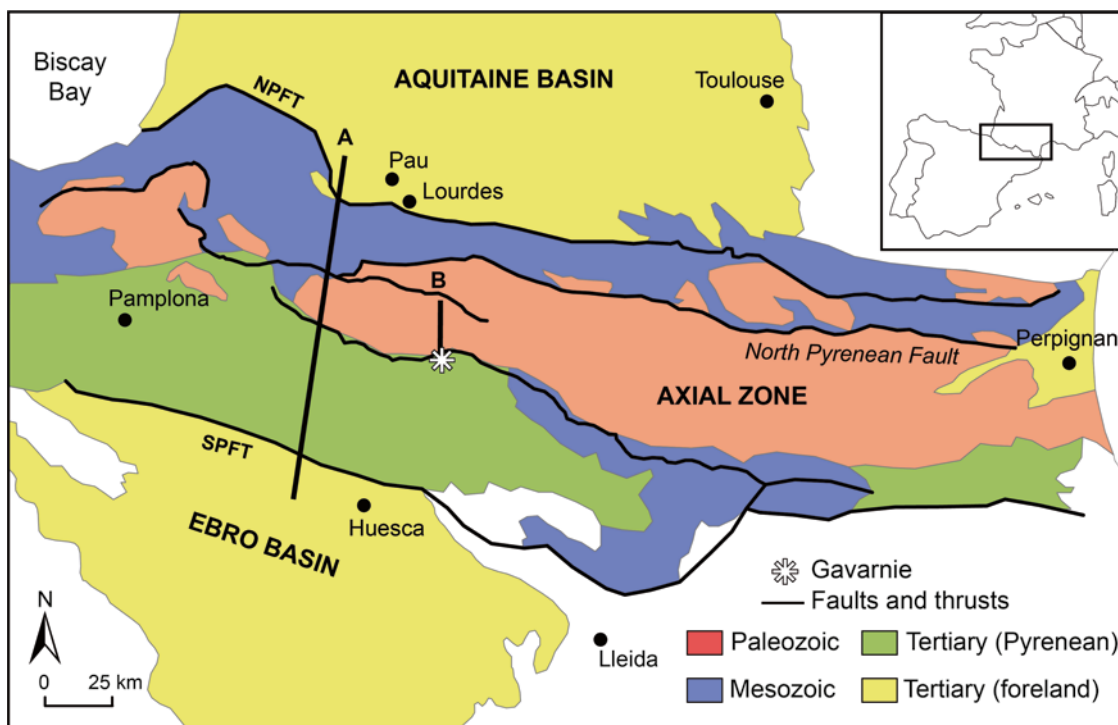 Biscay
Bay
NPFT
AQUITAINE BASIN
Toulouse
A
Pau
Lourdes
B
Pamplona
North Pyrenean Fault
Perpignan
AXIAL ZONE
SPFT
Huesca
EBRO BASIN
Gavarnie
Faults and thrusts
N
Lleida
Paleozoic
Tertiary (Pyrenean)
0 25 km
Mesozoic
Tertiary (foreland)